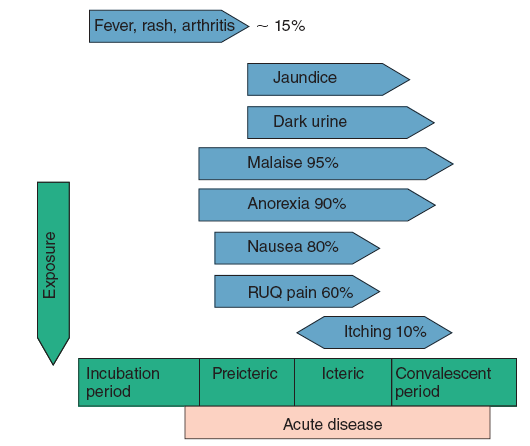 Fever, rash, arthritis ~ 15%
Jaundice
Dark urine
Malaise 95%
Anorexia 90%
Nausea 80%
RUQ pain 60%
Itching 10%
Exposure
Incubation period
Preicteric
Icteric
Convalescent period
Acute disease